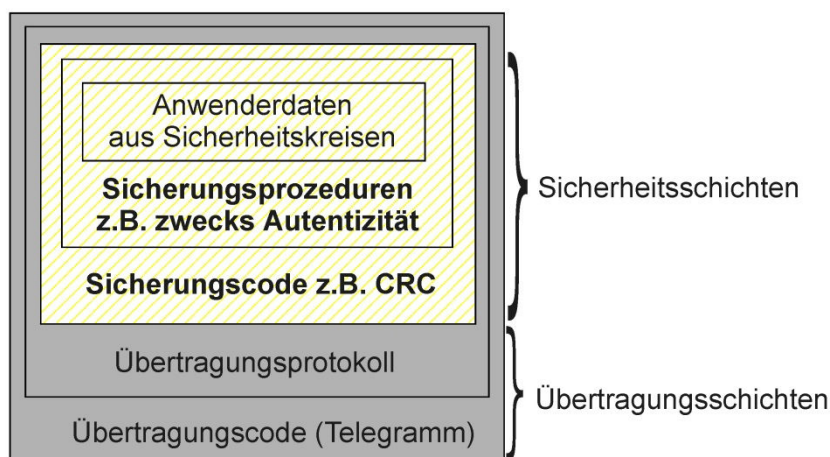 Anwenderdaten
aus Sicherheitskreisen
Sicherungsprozeduren
z.B. zwecks Autentizität
Sicherungscode z.B. CRC
Übertragungsprotokoll
Übertragungscode (Telegramm)
Sicherheitsschichten
Übertragungsschichten